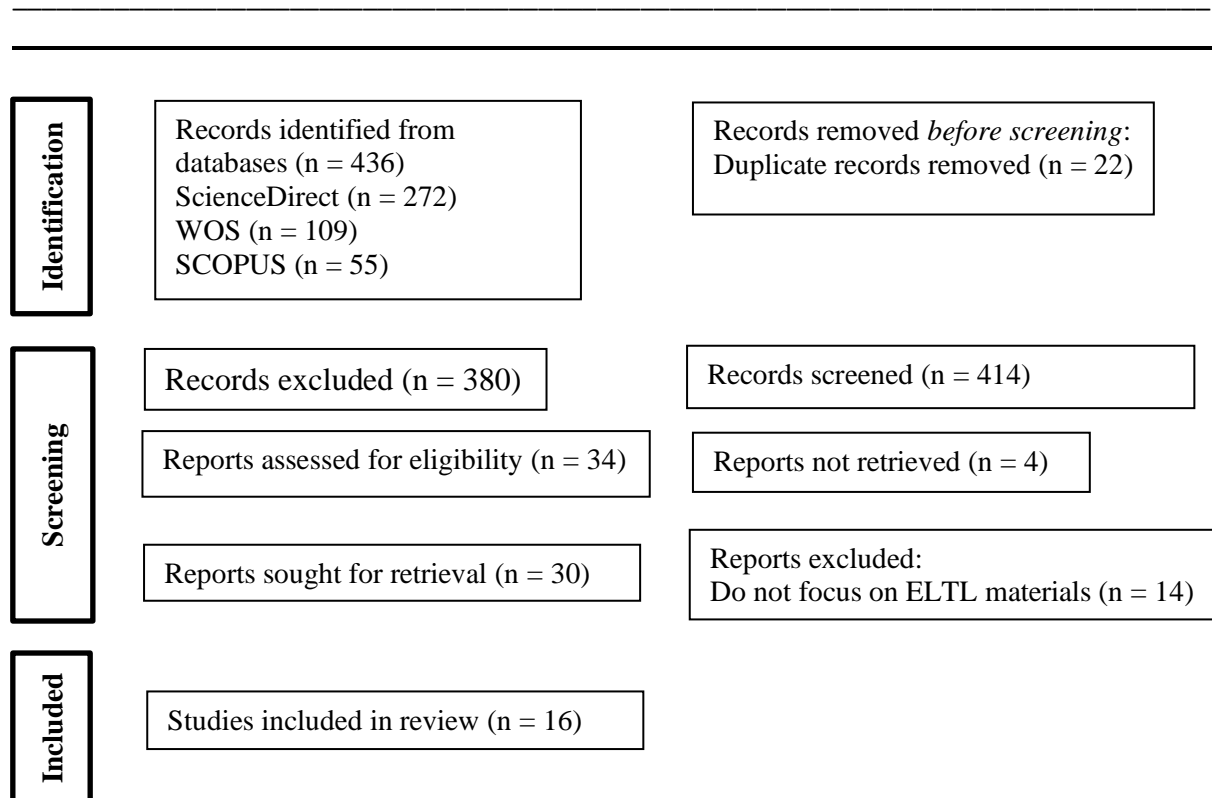 Identification
Records identified from
databases (n = 436)
ScienceDirect (n = 272)
WOS (n = 109)
SCOPUS (n = 55)
Records removed before screening:
Duplicate records removed (n = 22)
Screening
Records excluded (n = 380)
Records screened (n = 414)
Reports assessed for eligibility (n = 34)
Reports not retrieved (n = 4)
Reports sought for retrieval (n = 30)
Reports excluded:
Do not focus on ELTL materials (n = 14)
Included
Studies included in review (n = 16)